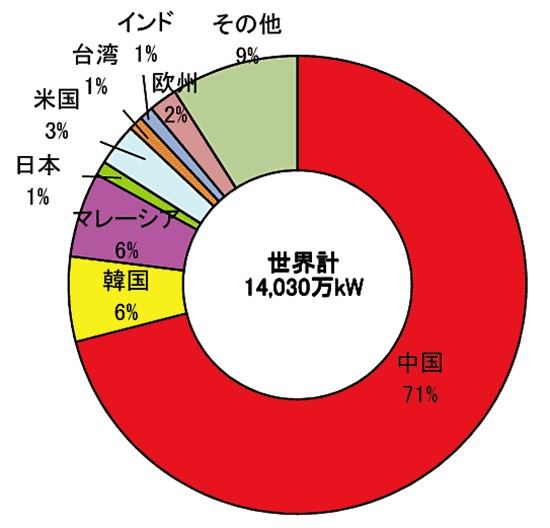 インド
1%
その他
9%
台湾
1%
欧州
2%
米国
3%
日本
1%
マレーシア
6%
韓国
6%
世界計
14,030万kW
中国
71%